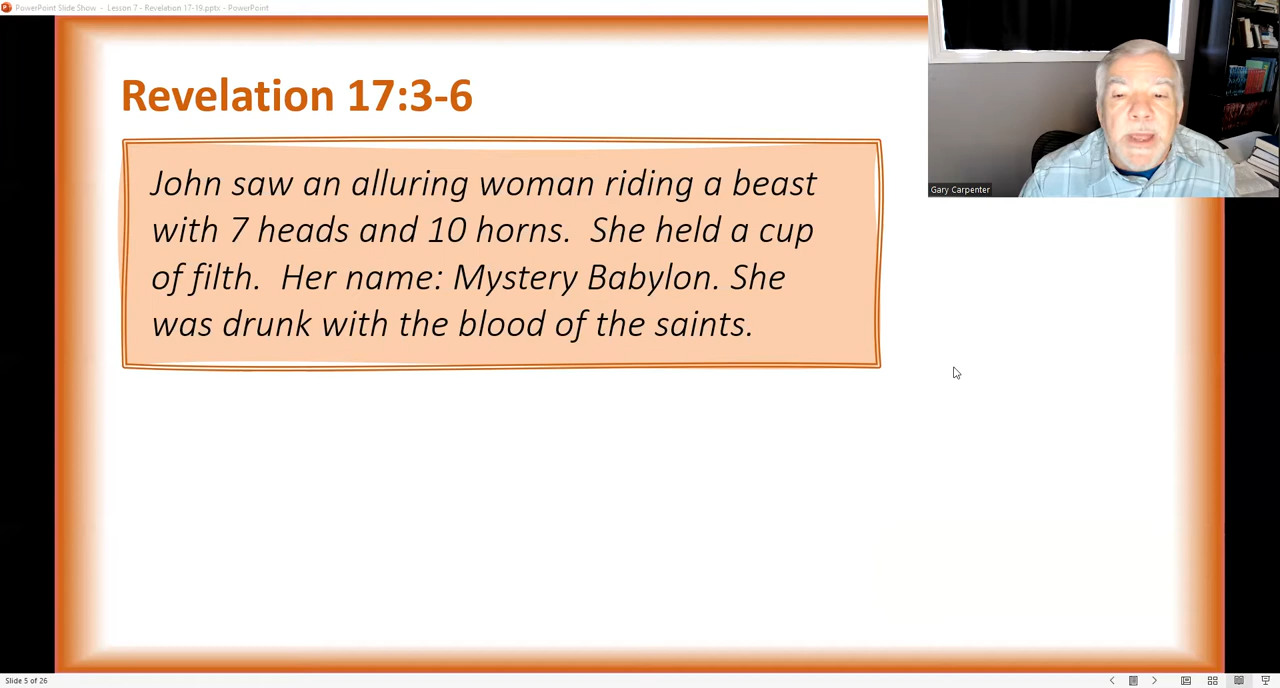 PowerPoint Slide Show - Lesson 7 - Revelation 17-19.pptx - PowerPoint
Revelation 17:3-6
John saw an alluring woman riding a beast
with 7 heads and 10 horns.  She held a cup
of filth.  Her name: Mystery Babylon. She
was drunk with the blood of the saints.
Gary Carpenter
Slide 5 of 26